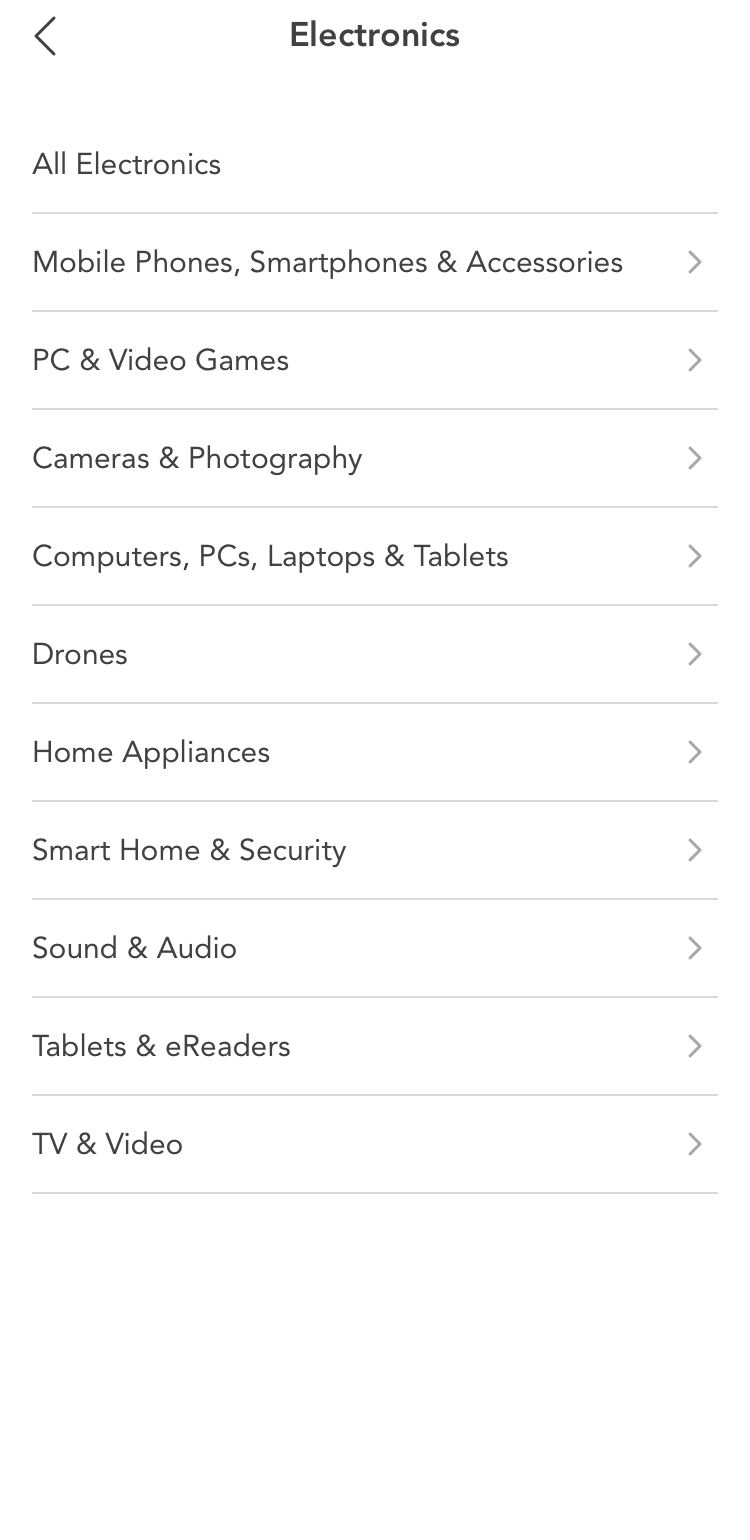 Electronics
All Electronics
Mobile Phones, Smartphones & Accessories
PC & Video Games
Cameras & Photography
Computers, PCs, Laptops & Tablets
Drones
Home Appliances
Smart Home & Security
Sound & Audio
Tablets & eReaders
TV & Video